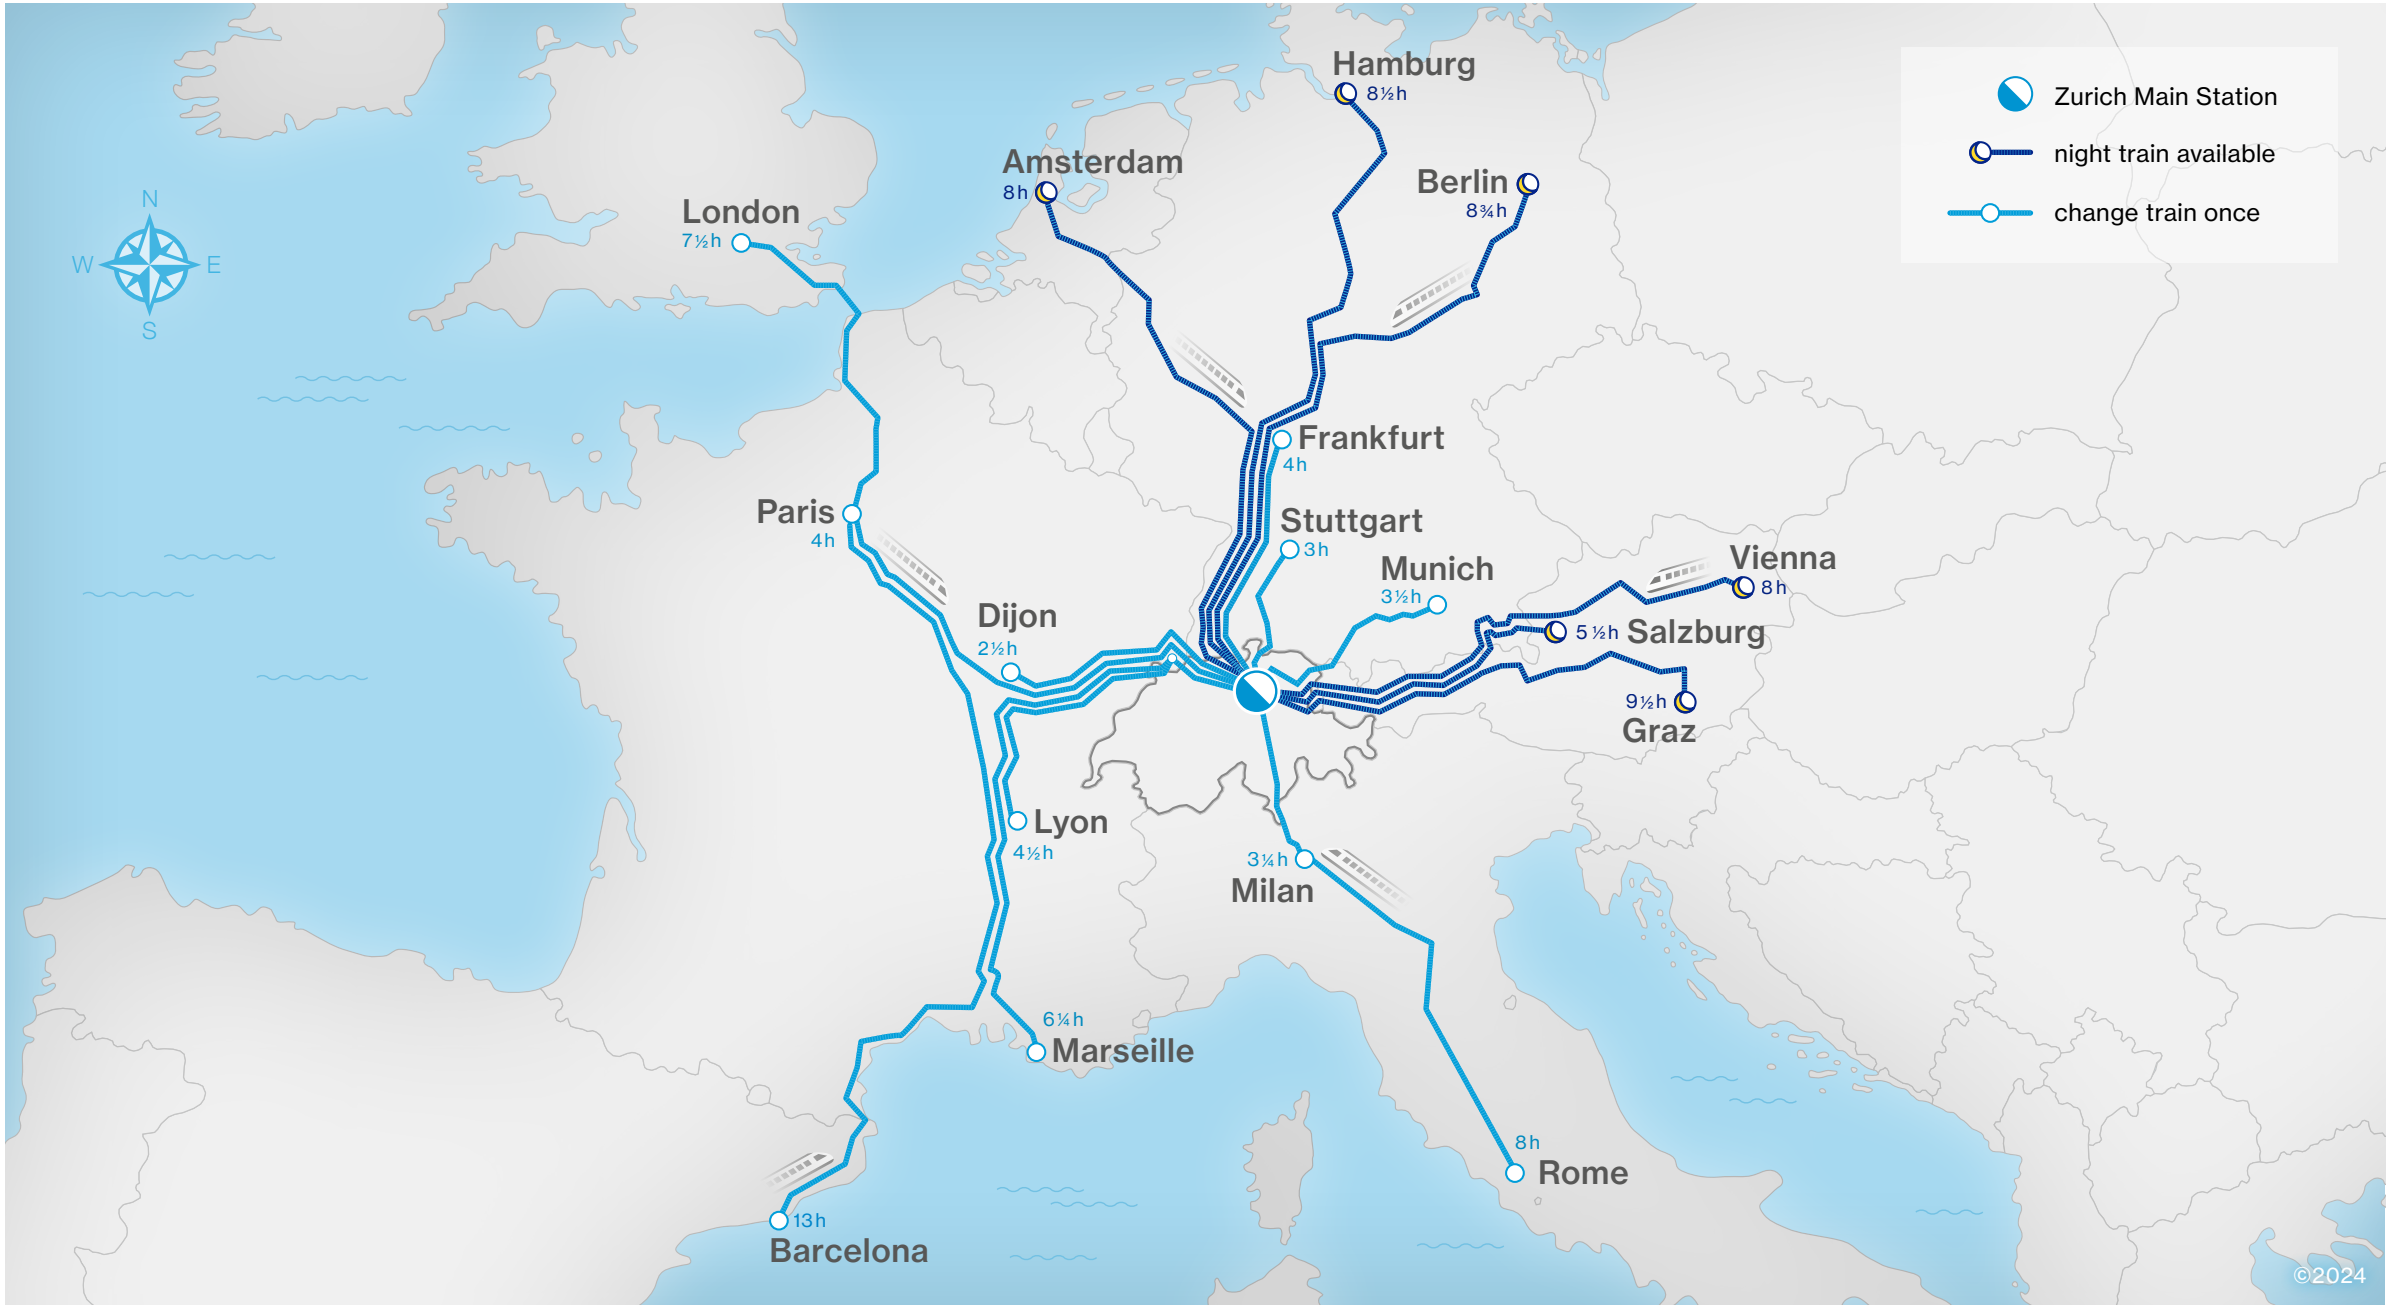 Hamburg
8½h
Zurich Main Station
night train available
change train once
Amsterdam
8h
Berlin
8¾h
London
7½h
N
W
E
S
Frankfurt
4h
Paris
4h
Stuttgart
3h
Munich
3½h
Vienna
8h
Dijon
2½h
5½h Salzburg
9½h
Graz
Lyon
4½h
3¼h
Milan
6¼h
Marseille
8h
Rome
13h
Barcelona
©2024